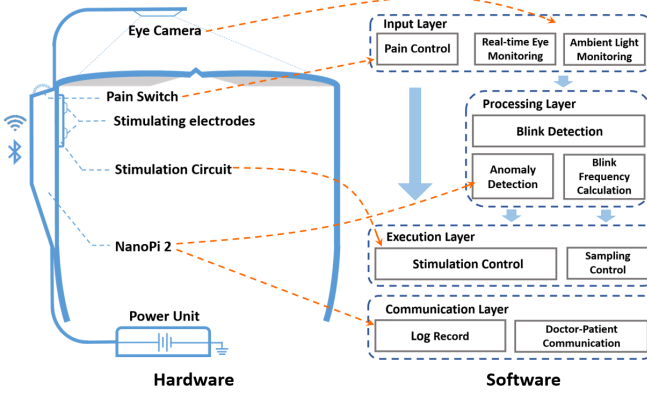 Eye Camera
Pain Switch
Stimulating electrodes
Stimulation Circuit
NanoPi 2
Power Unit
Hardware
Input Layer
Pain Control
Real-time Eye
Monitoring
Ambient Light
Monitoring
Processing Layer
Blink Detection
Anomaly
Detection
Blink
Frequency
Calculation
Execution Layer
Stimulation Control
Sampling
Control
Communication Layer
Log Record
Doctor-Patient
Communication
Software